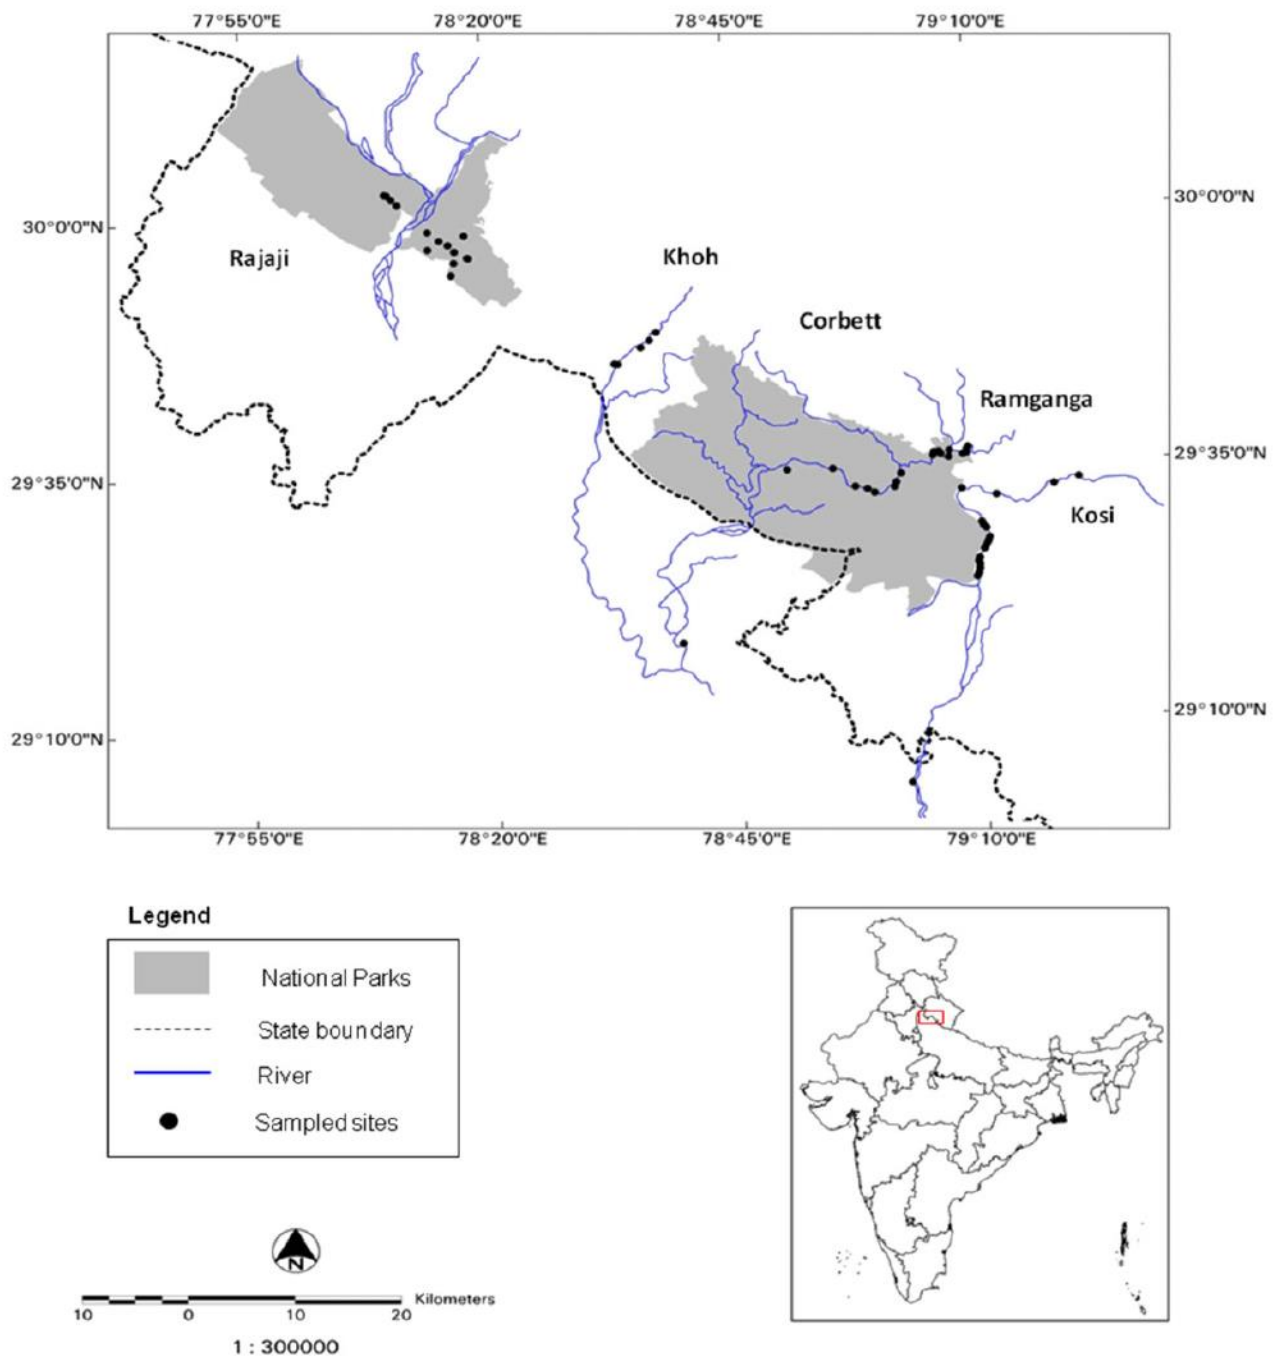 77°55'0"E 78°20'0"E 78°45'0"E 79°10'0"E
30°0'0"N
30°0'0"N
Rajaji
Khoh
Corbett
Ramganga
29°35'0"N
29°35'0"N
Kosi
29°10'0"N
29°10'0"N
77°55'0"E 78°20'0"E 78°45'0"E 79°10'0"E
Legend
National Parks
State boundary
River
Sampled sites
N
Kilometers
10 0 10 20
1 : 300000